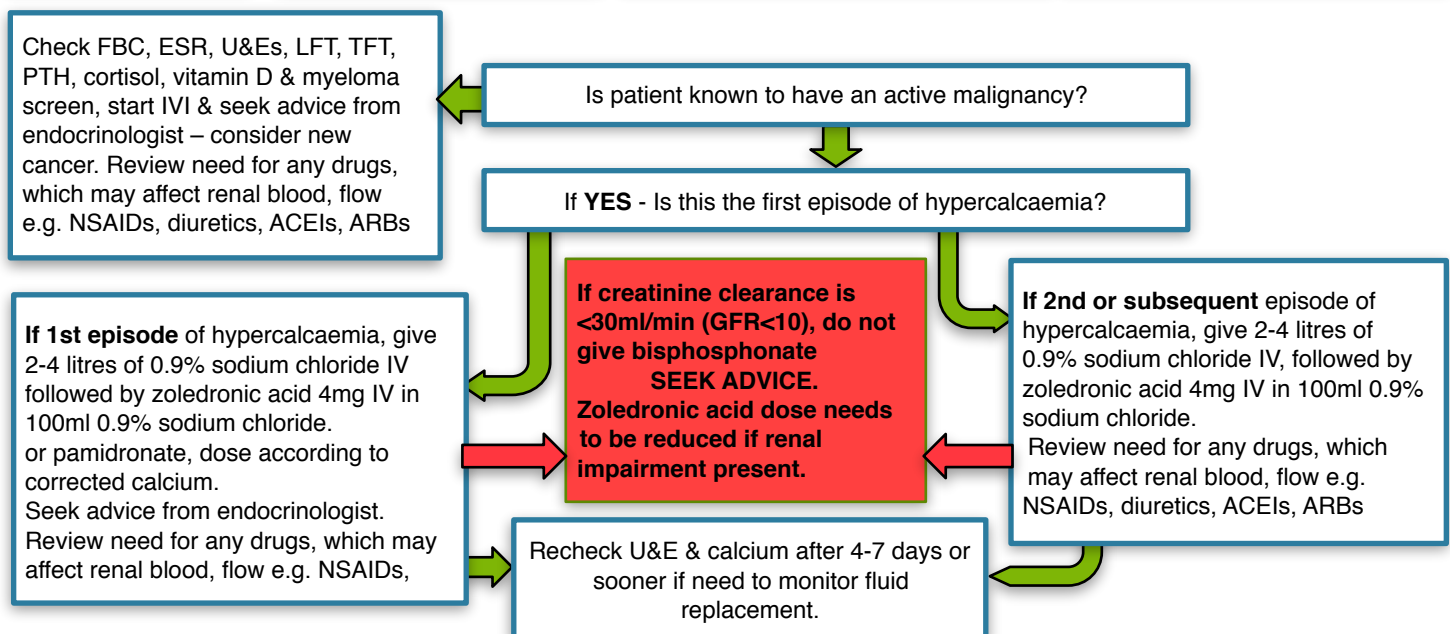 Check FBC, ESR, U&Es, LFT, TFT,
PTH, cortisol, vitamin D & myeloma
screen, start IVI & seek advice from
endocrinologist – consider new
cancer. Review need for any drugs,
which may affect renal blood, flow
e.g. NSAIDs, diuretics, ACEIs, ARBs
Is patient known to have an active malignancy?
If YES - Is this the first episode of hypercalcaemia?
If 1st episode of hypercalcaemia, give
2-4 litres of 0.9% sodium chloride IV
followed by zoledronic acid 4mg IV in
100ml 0.9% sodium chloride.
or pamidronate, dose according to
corrected calcium.
Seek advice from endocrinologist.
Review need for any drugs, which may
affect renal blood, flow e.g. NSAIDs,
If creatinine clearance is
<30ml/min (GFR<10), do not
give bisphosphonate
SEEK ADVICE.
Zoledronic acid dose needs
to be reduced if renal
impairment present.
If 2nd or subsequent episode of
hypercalcaemia, give 2-4 litres of
0.9% sodium chloride IV, followed by
zoledronic acid 4mg IV in 100ml 0.9%
sodium chloride.
Review need for any drugs, which
may affect renal blood, flow e.g.
NSAIDs, diuretics, ACEIs, ARBs
Recheck U&E & calcium after 4-7 days or
sooner if need to monitor fluid
replacement.